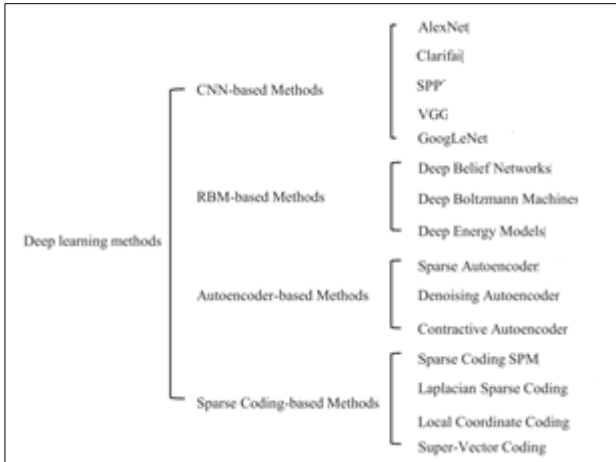 Deep learning methods
CNN-based Methods
AlexNet
Clarifai
SPP
VGG
GoogLeNet
RBM-based Methods
Deep Belief Networks
Deep Boltzmann Machines
Deep Energy Models
Autoencoder-based Methods
Sparse Autoencoder
Denoising Autoencoder
Contractive Autoencoder
Sparse Coding-based Methods
Sparse Coding SPM
Laplacian Sparse Coding
Local Coordinate Coding
Super-Vector Coding